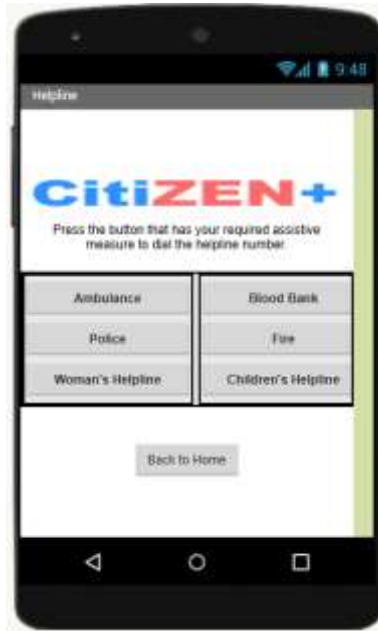 9:48
Helpline
CitiZEN+
Press the button that has your required assistive
measure to dial the helpline number.
Ambulance
Blood Bank
Police
Fire
Woman's Helpline
Children's Helpline
Back to Home